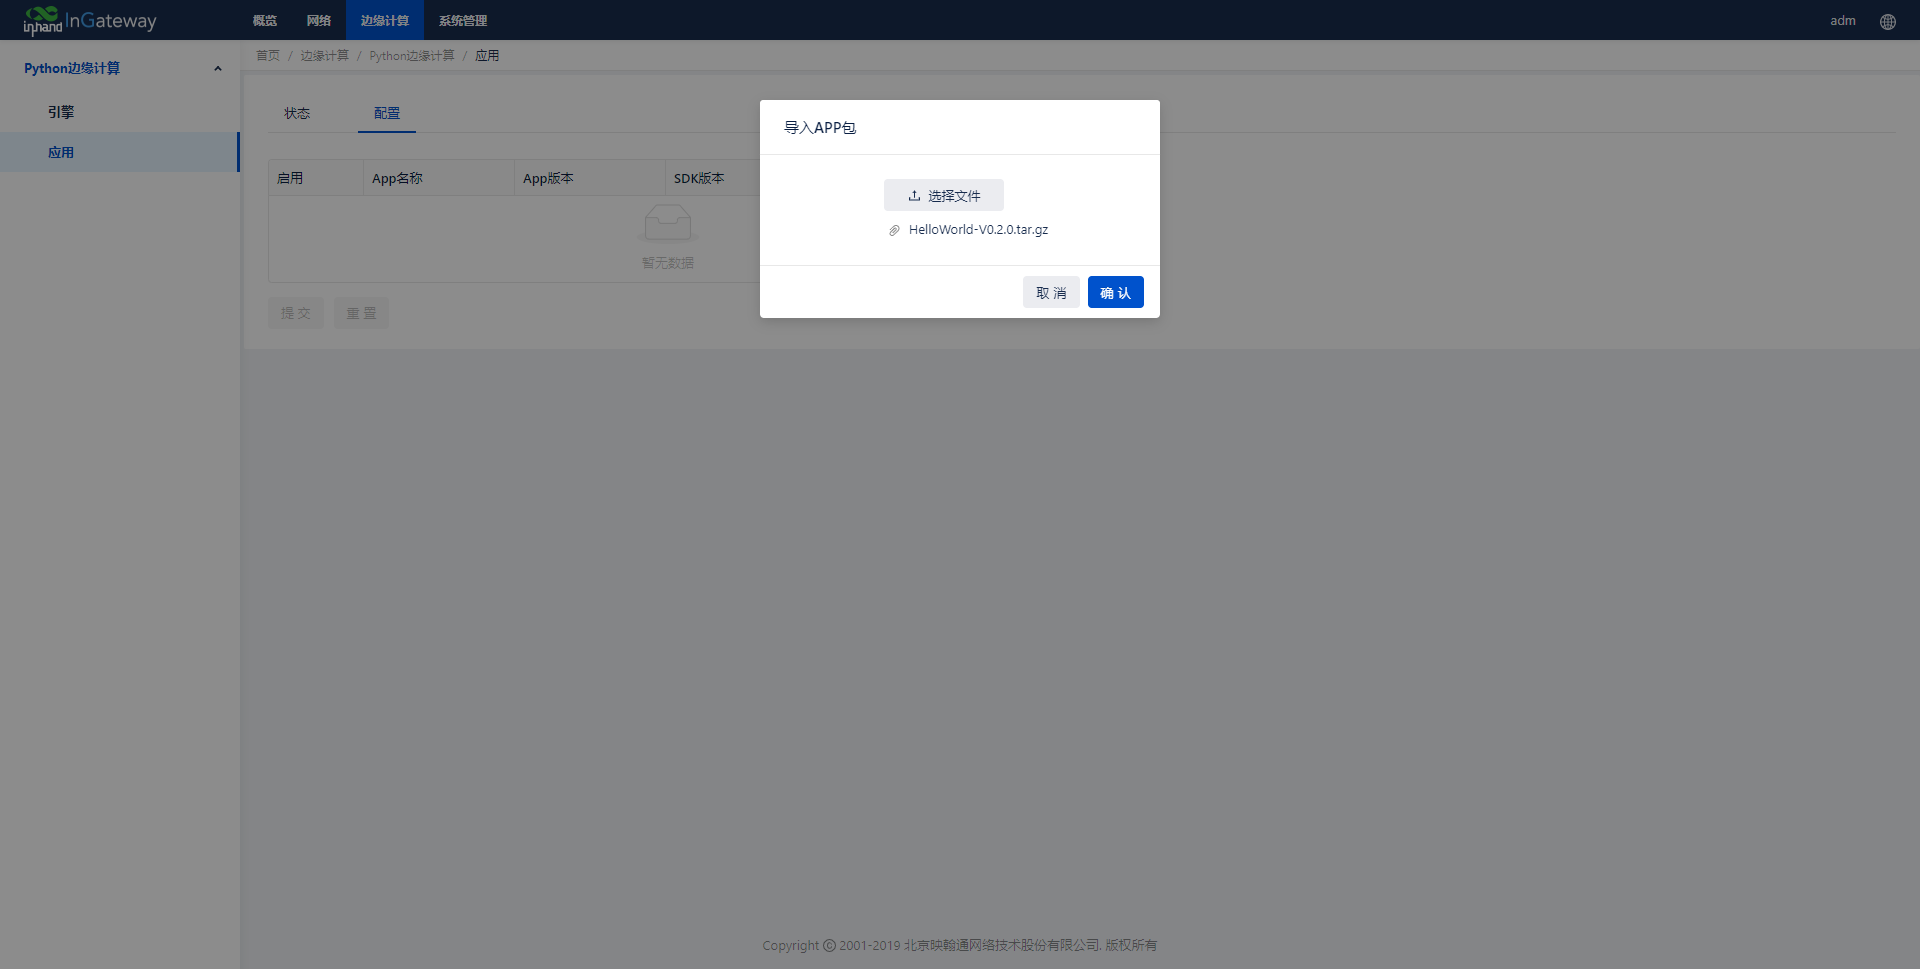 inhand InGateway 概览 网络 边缘计算 系统管理 adm
首页 / 边缘计算 / Python边缘计算 / 应用
Python边缘计算
引擎
应用
状态 配置
启用 App名称 App版本 SDK版本
暂无数据
提交 重置
导入APP包
选择文件
HelloWorld-V0.2.0.tar.gz
取消 确认
Copyright © 2001-2019 北京映翰通网络技术股份有限公司. 版权所有